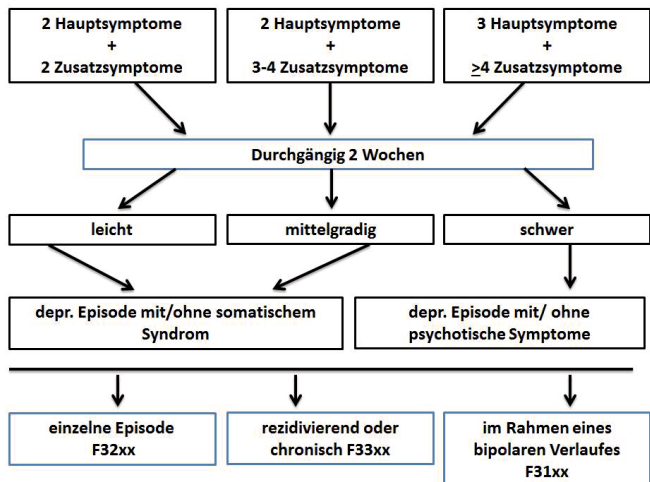 2 Hauptsymptome
+
2 Zusatzsymptome
2 Hauptsymptome
+
3-4 Zusatzsymptome
3 Hauptsymptome
+
≥4 Zusatzsymptome
Durchgängig 2 Wochen
leicht
mittelgradig
schwer
depr. Episode mit/ohne somatischem
Syndrom
depr. Episode mit/ ohne
psychotische Symptome
einzelne Episode
F32xx
rezidivierend oder
chronisch F33xx
im Rahmen eines
bipolaren Verlaufes
F31xx